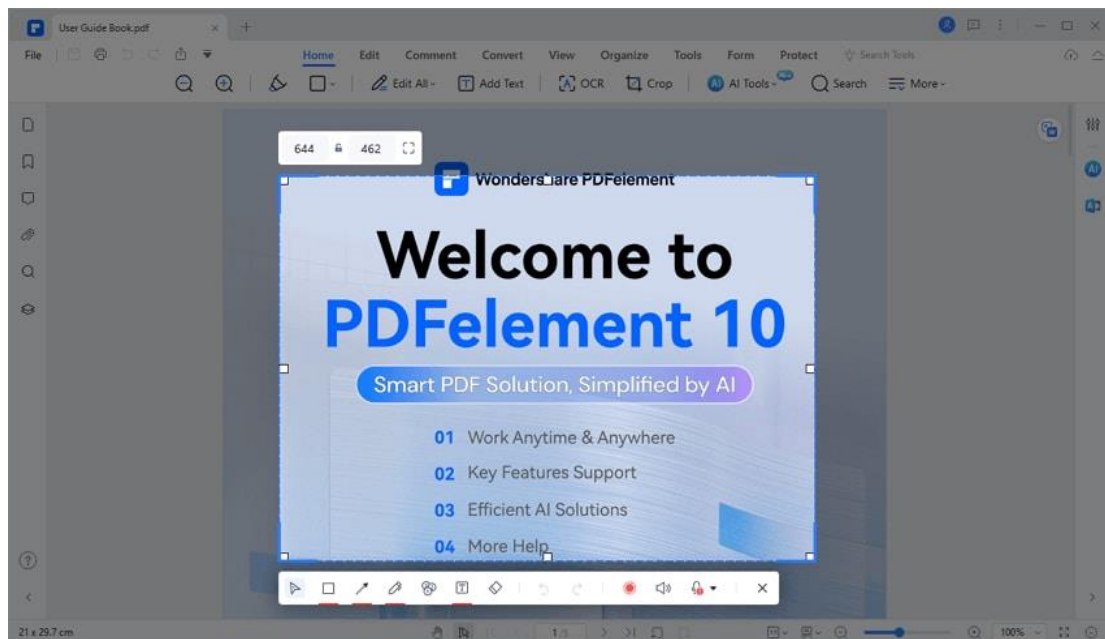 User Guide Book.pdf
File Home Edit Comment Convert View Organize Tools Form Protect Search Tools
Edit All Add Text OCR Crop AI Tools Search More
644 462
Wondershare PDFelement
Welcome to
PDFelement 10
Smart PDF Solution, Simplified by AI
01 Work Anytime & Anywhere
02 Key Features Support
03 Efficient AI Solutions
04 More Help
21 x 29.7 cm 1/1 100%